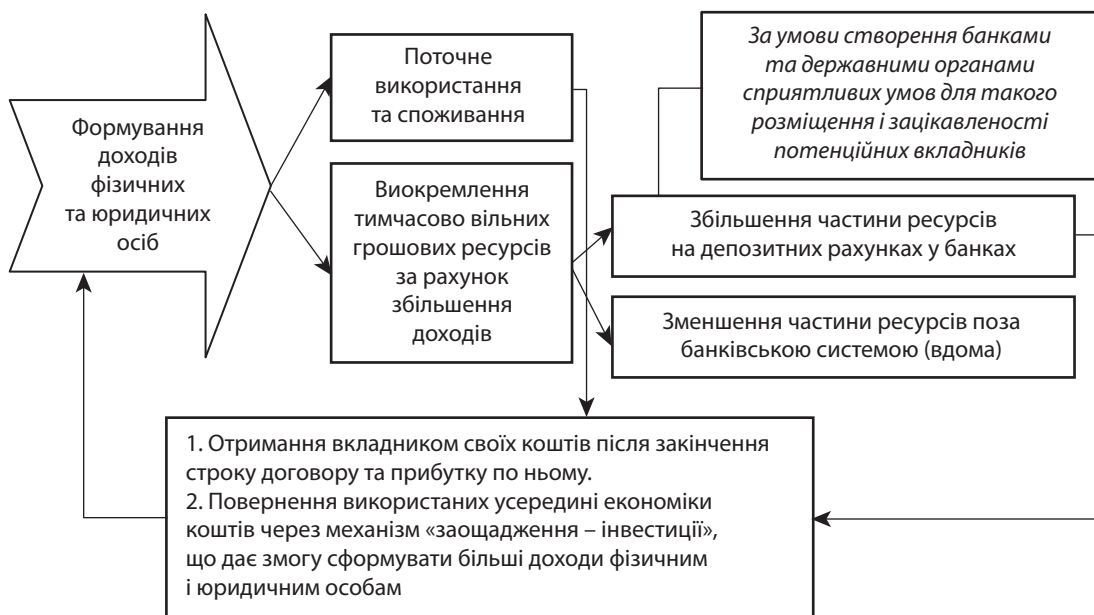 Формування
доходів
фізичних
та юридичних
осіб
Поточне
використання
та споживання
Виокремлення
тимчасово вільних
грошових ресурсів
за рахунок
збільшення
доходів
За умови створення банками
та державними органами
сприятливих умов для такого
розміщення і зацікавленості
потенційних вкладників
Збільшення частини ресурсів
на депозитних рахунках у банках
Зменшення частини ресурсів поза
банківською системою (вдома)
1. Отримання вкладником своїх коштів після закінчення
строку договору та прибутку по ньому.
2. Повернення використаних усередині економіки
коштів через механізм «заощадження – інвестиції»,
що дає змогу сформувати більші доходи фізичним
і юридичним особам